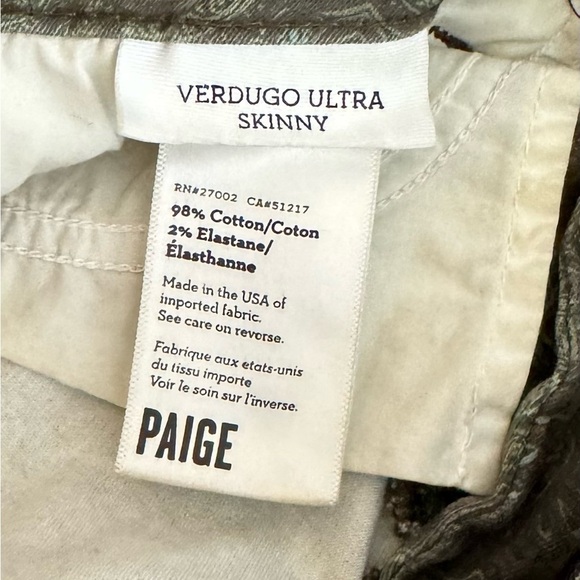 VERDUGO ULTRA
SKINNY
RN#27002 CA#51217
98% Cotton/Coton
2% Elastane/
Élasthanne
Made in the USA of
imported fabric.
See care on reverse.
Fabrique aux etats-unis
du tissu importe
Voir le soin sur l'inverse.
PAIGE